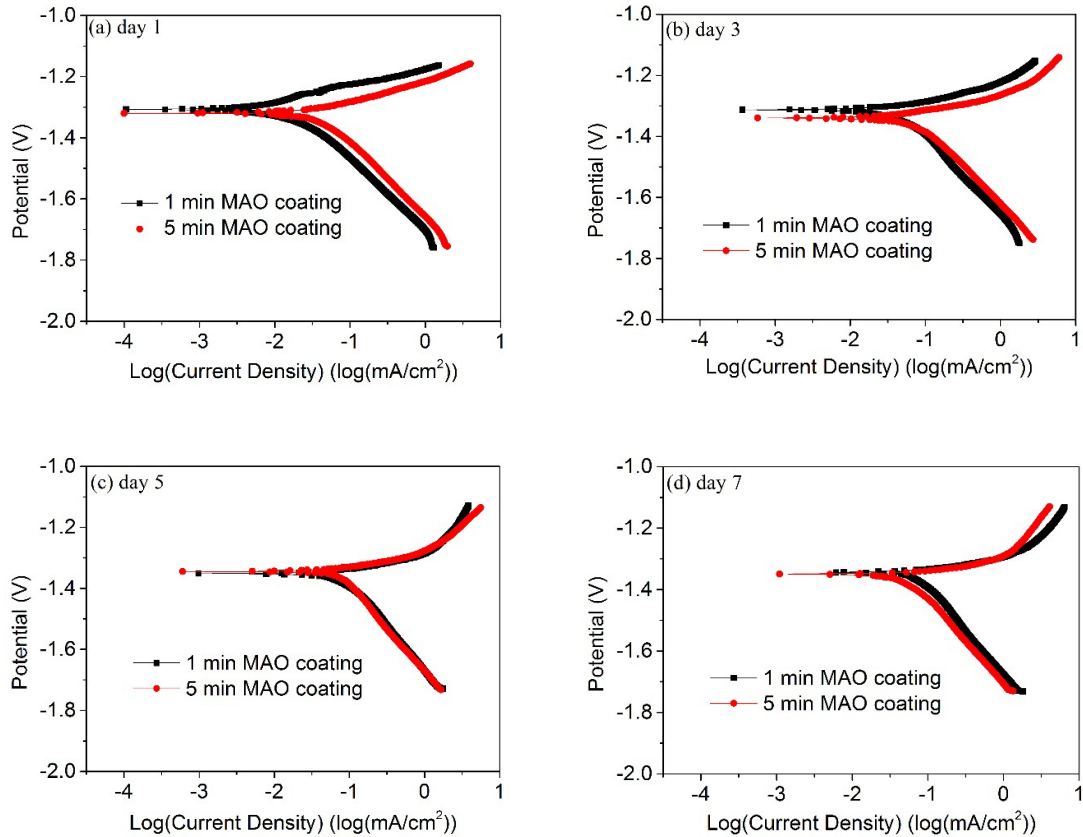 (a) day 1
-1.0
-1.2
-1.4
-1.6
-1.8
-2.0
Potential (V)
1 min MAO coating
5 min MAO coating
-4 -3 -2 -1 0 1
Log(Current Density) (log(mA/cm²))
(b) day 3
-1.0
-1.2
-1.4
-1.6
-1.8
-2.0
Potential (V)
1 min MAO coating
5 min MAO coating
-4 -3 -2 -1 0 1
Log(Current Density) (log(mA/cm²))
(c) day 5
-1.0
-1.2
-1.4
-1.6
-1.8
-2.0
Potential (V)
1 min MAO coating
5 min MAO coating
-4 -3 -2 -1 0 1
Log(Current Density) (log(mA/cm²))
(d) day 7
-1.0
-1.2
-1.4
-1.6
-1.8
-2.0
Potential (V)
1 min MAO coating
5 min MAO coating
-4 -3 -2 -1 0 1
Log(Current Density) (log(mA/cm²))